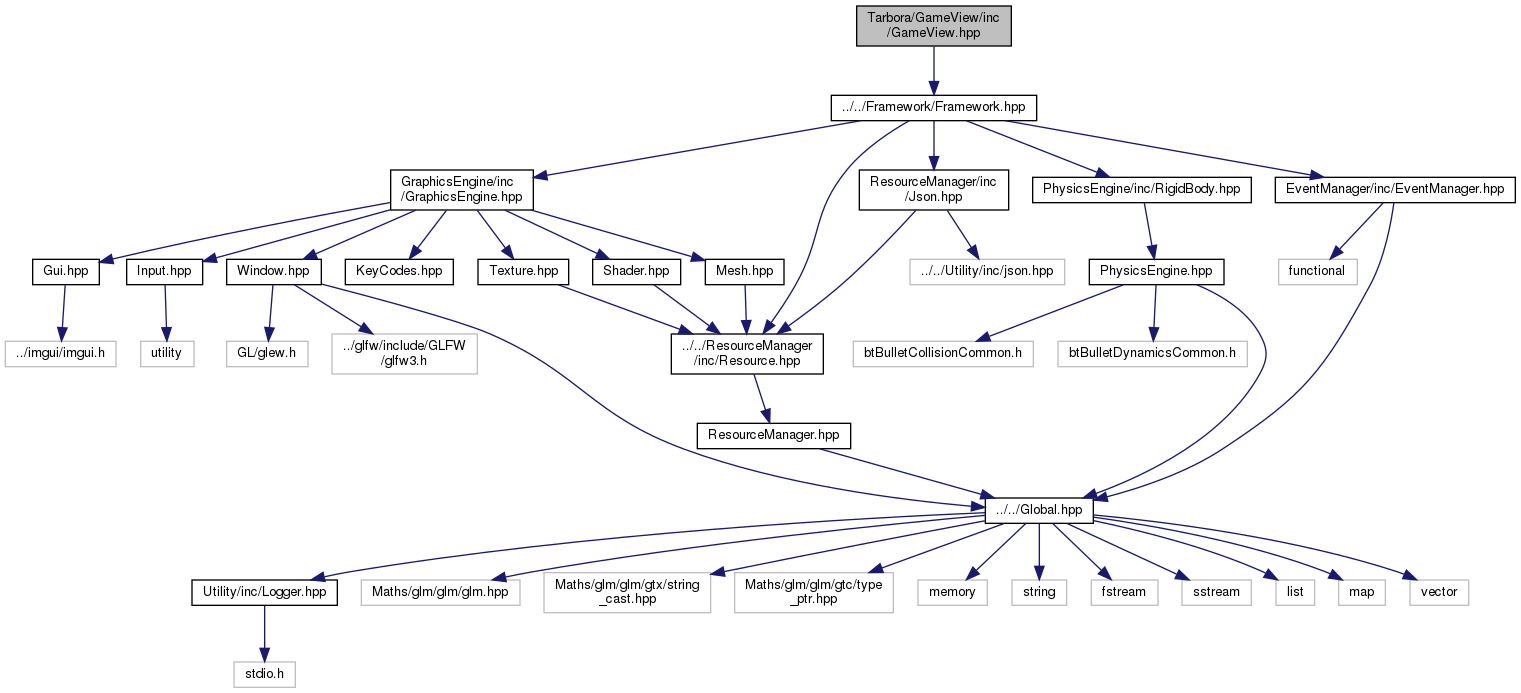 Tarbora/GameView/inc
/GameView.hpp
../../Framework/Framework.hpp
GraphicsEngine/inc
/GraphicsEngine.hpp
ResourceManager/inc
/Json.hpp
PhysicsEngine/inc/RigidBody.hpp
EventManager/inc/EventManager.hpp
Gui.hpp
Input.hpp
Window.hpp
KeyCodes.hpp
Texture.hpp
Shader.hpp
Mesh.hpp
../../Utility/inc/json.hpp
PhysicsEngine.hpp
functional
../imgui/imgui.h
utility
GL/glew.h
../glfw/include/GLFW
/glfw3.h
../../ResourceManager
/inc/Resource.hpp
btBulletCollisionCommon.h
btBulletDynamicsCommon.h
ResourceManager.hpp
../../Global.hpp
Utility/inc/Logger.hpp
Maths/glm/glm/glm.hpp
Maths/glm/glm/gtx/string
_cast.hpp
Maths/glm/glm/gtc/type
_ptr.hpp
memory
string
fstream
sstream
list
map
vector
stdio.h